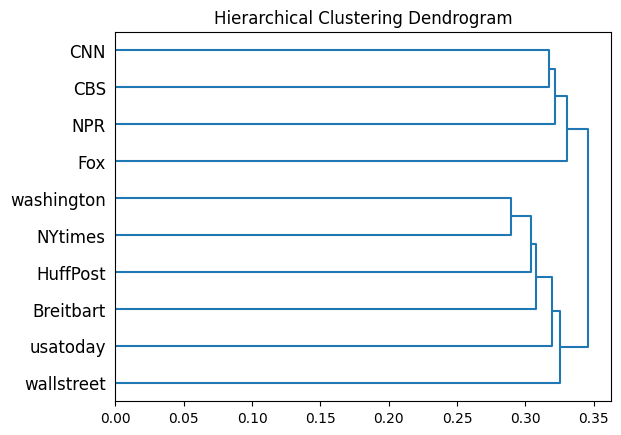 Hierarchical Clustering Dendrogram
CNN
CBS
NPR
Fox
washington
NYtimes
HuffPost
Breitbart
usatoday
wallstreet
0.00 0.05 0.10 0.15 0.20 0.25 0.30 0.35